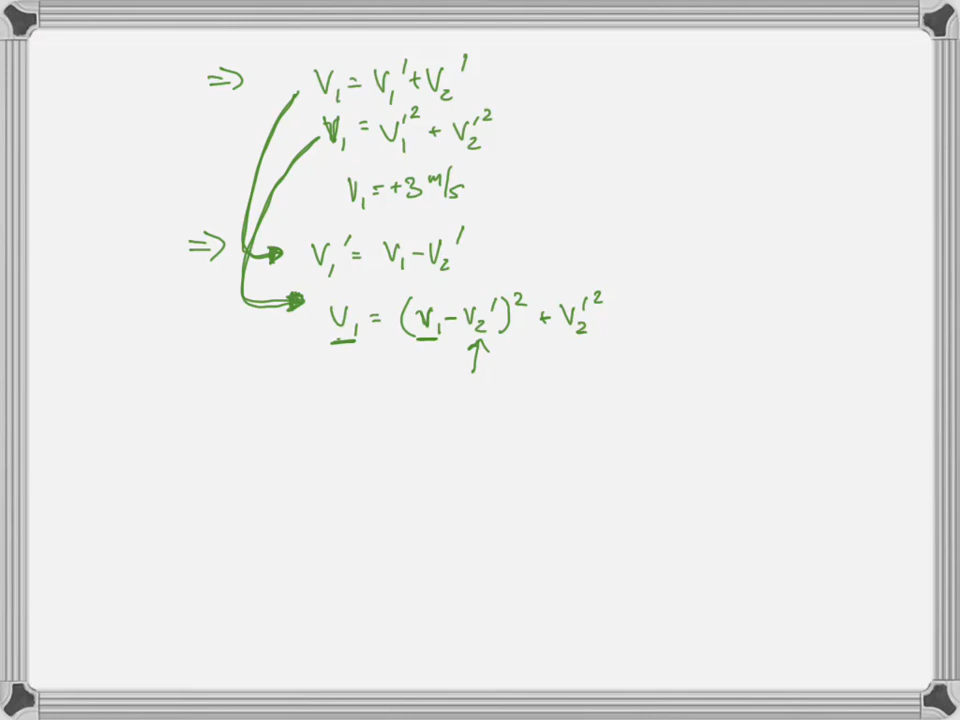 => V₁ = V₁' + V₂'
V₁ = V₁'² + V₂'²
V₁ = +3 m/s
=> V₁' = V₁ - V₂'
V₁ = (V₁ - V₂')² + V₂'²